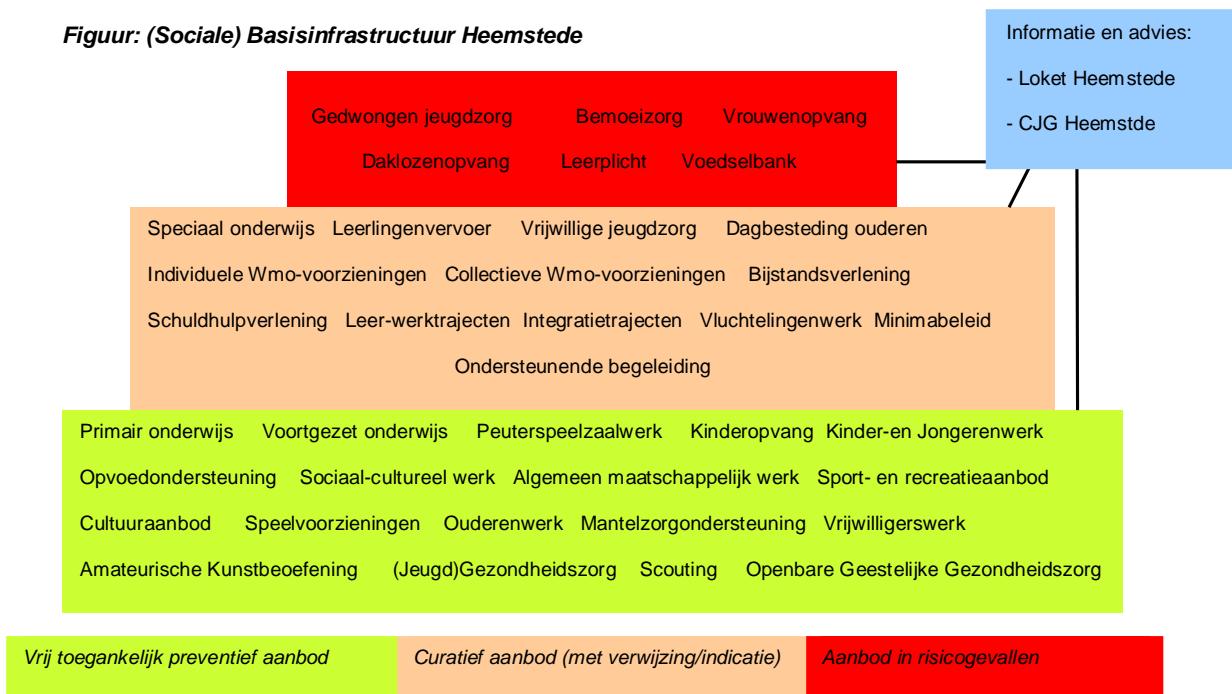 Figuur: (Sociale) Basisinfrastructuur Heemstede
Informatie en advies:
- Loket Heemstede
- CJG Heemstde
Gedwongen jeugdzorg Bemoeizorg Vrouwenopvang
Daklozenopvang Leerplicht Voedselbank
Speciaal onderwijs Leerlingenvervoer Vrijwillige jeugdzorg Dagbesteding ouderen
Individuele Wmo-voorzieningen Collectieve Wmo-voorzieningen Bijstandsverlening
Schuldhulpverlening Leer-werktrajecten Integratietrajecten Vluchtelingenwerk Minimabeleid
Ondersteunende begeleiding
Primair onderwijs Voortgezet onderwijs Peuterspeelzaalwerk Kinderopvang Kinder-en Jongerenwerk
Opvoedondersteuning Sociaal-cultureel werk Algemeen maatschappelijk werk Sport- en recreatieaanbod
Cultuuraanbod Speelvoorzieningen Ouderenwerk Mantelzorgondersteuning Vrijwilligerswerk
Amateurische Kunstbeoefening (Jeugd)Gezondheidszorg Scouting Openbare Geestelijke Gezondheidszorg
Vrij toegankelijk preventief aanbod Curatief aanbod (met verwijzing/indicatie) Aanbod in risicogevallen